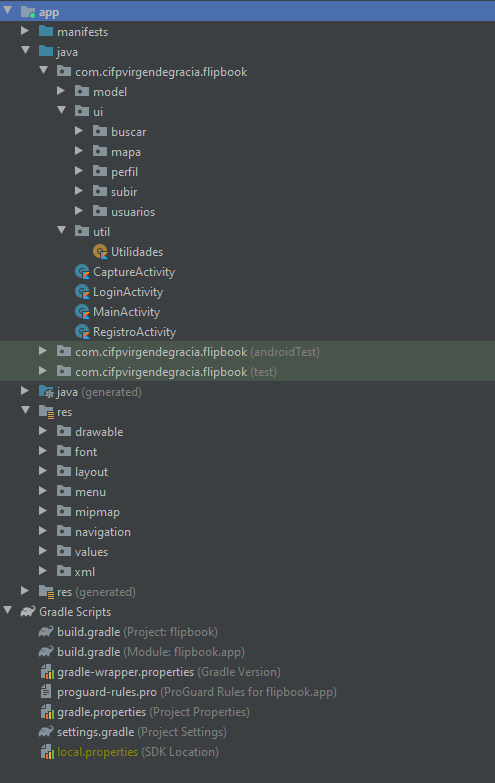 app
manifests
java
com.cifpvirgendegracia.flipbook
model
ui
buscar
mapa
perfil
subir
usuarios
util
Utilidades
CaptureActivity
LoginActivity
MainActivity
RegistroActivity
com.cifpvirgendegracia.flipbook (androidTest)
com.cifpvirgendegracia.flipbook (test)
java (generated)
res
drawable
font
layout
menu
mipmap
navigation
values
xml
res (generated)
Gradle Scripts
build.gradle (Project: flipbook)
build.gradle (Module: flipbook.app)
gradle-wrapper.properties (Gradle Version)
proguard-rules.pro (ProGuard Rules for flipbook.app)
gradle.properties (Project Properties)
settings.gradle (Project Settings)
local.properties (SDK Location)